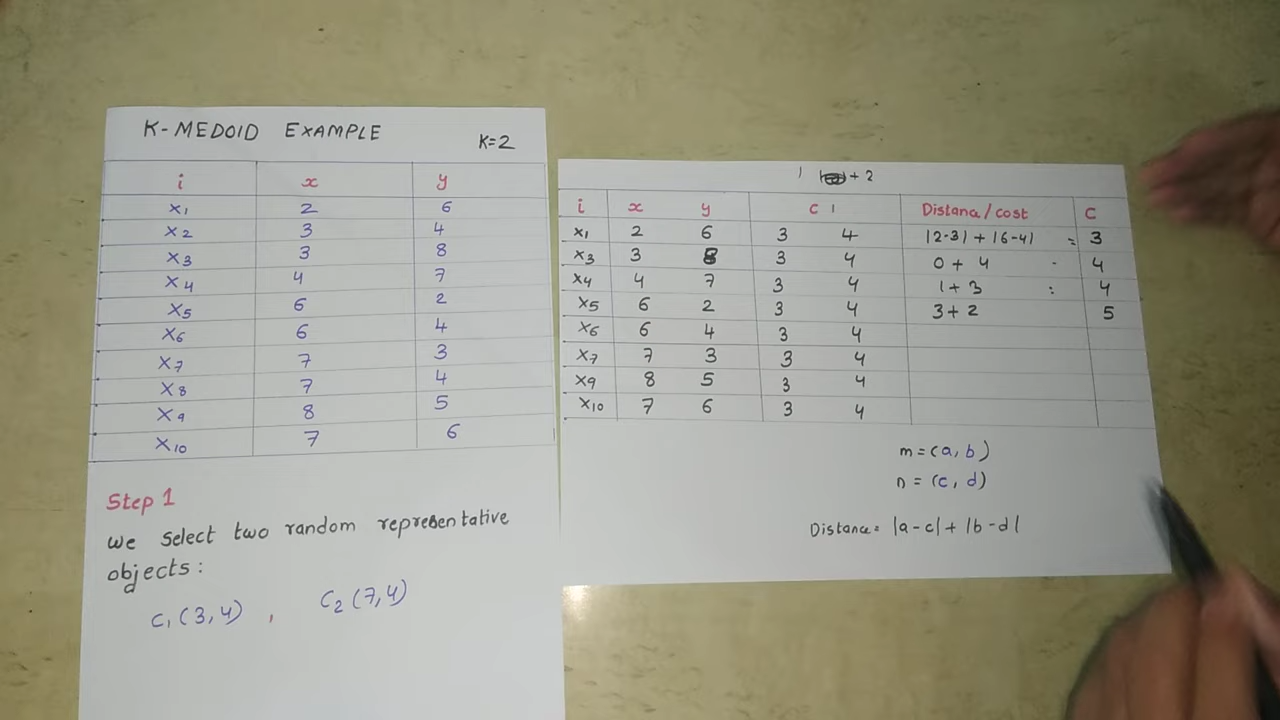 K-MEDOID EXAMPLE K=2
i x y
x1 2 6
x2 3 4
x3 3 8
x4 4 7
x5 6 2
x6 6 4
x7 7 3
x8 7 4
x9 8 5
x10 7 6
Step 1
we select two random representative
objects:
C1(3,4) , C2(7,4)
1 + 2
i x y C1 Distana/cost C
x1 2 6 3 4 |2-3|+|6-4| = 3
x3 3 8 3 4 0+4 - 4
x4 4 7 3 4 1+3 : 4
x5 6 2 3 4 3+2 5
x6 6 4 3 4
x7 7 3 3 4
x9 8 5 3 4
x10 7 6 3 4
m=(a,b)
n=(c,d)
Distance= |a-c|+|b-d|